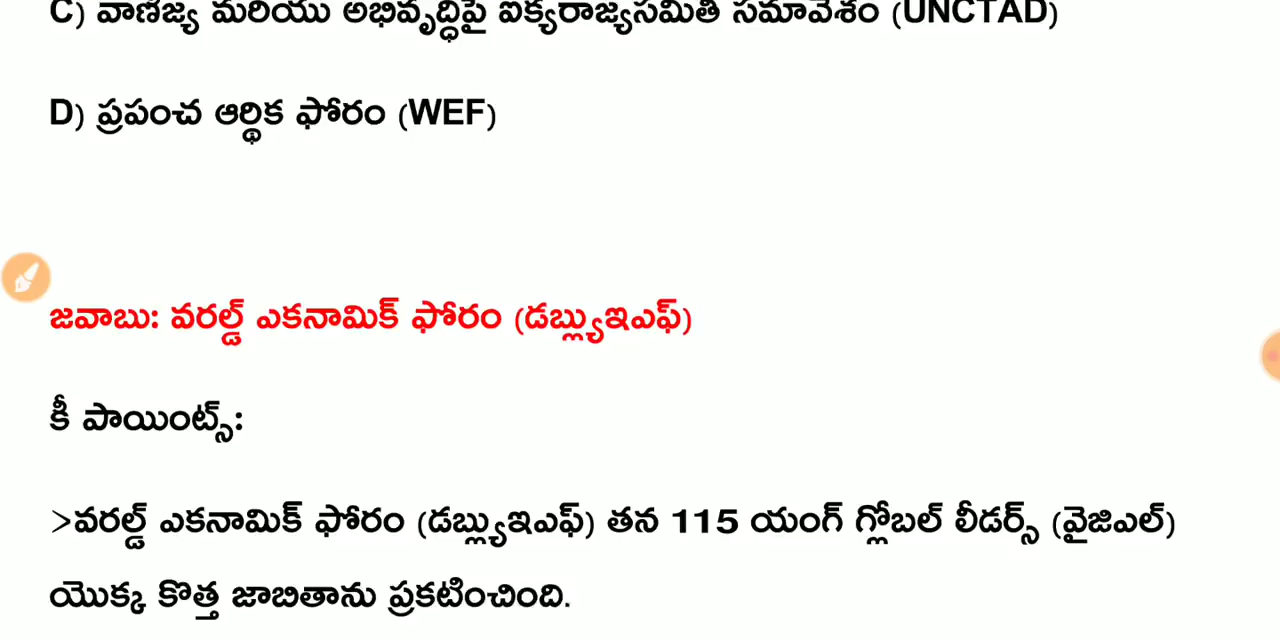 C) వాణిజ్య మరియు అభివృద్ధిపై ఐక్యరాజ్యసమితి సమావేశం (UNCTAD)
D) ప్రపంచ ఆర్థిక ఫోరం (WEF)
జవాబు: వరల్డ్ ఎకనామిక్ ఫోరం (డబ్ల్యుఇఎఫ్)
కీ పాయింట్స్:
>వరల్డ్ ఎకనామిక్ ఫోరం (డబ్ల్యుఇఎఫ్) తన 115 యంగ్ గ్లోబల్ లీడర్స్ (వైజిఎల్)
యొక్క కొత్త జాబితాను ప్రకటించింది.